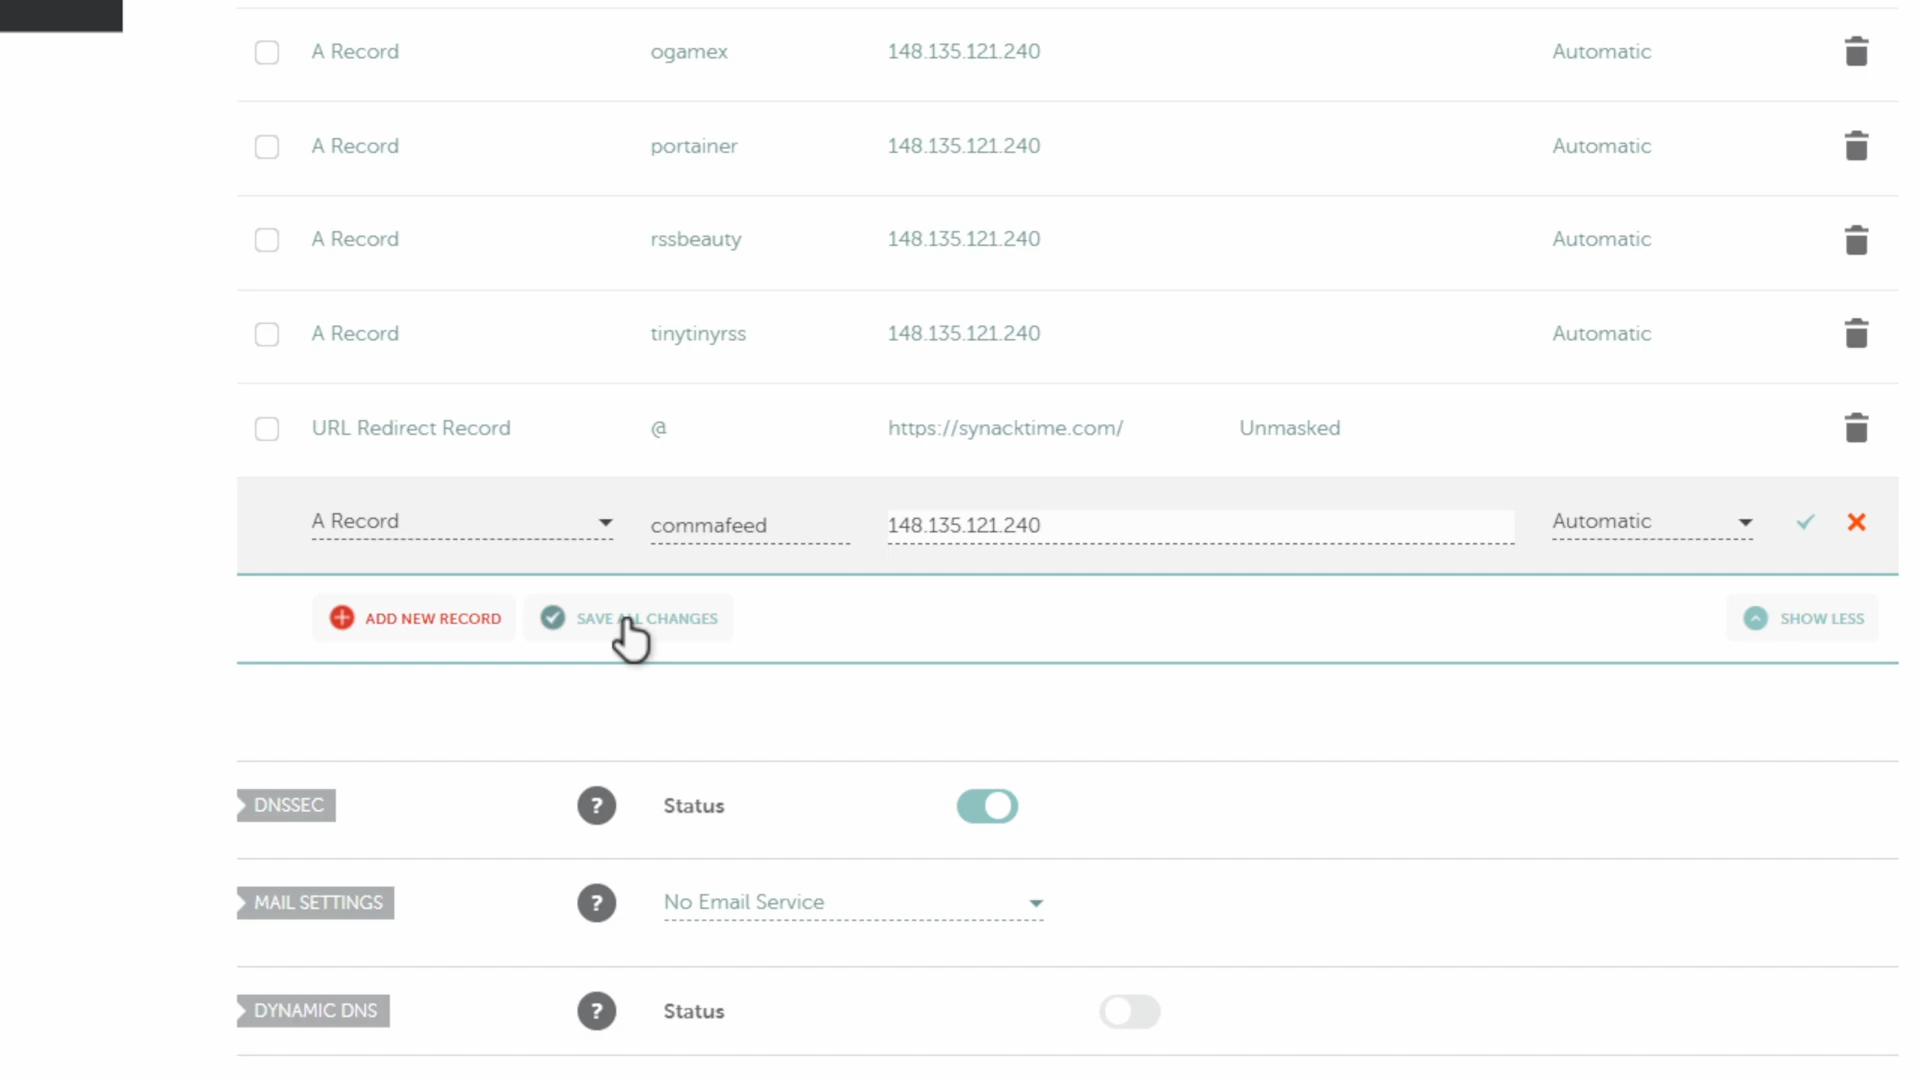 A Record ogamex 148.135.121.240 Automatic
A Record portainer 148.135.121.240 Automatic
A Record rssbeauty 148.135.121.240 Automatic
A Record tinytinyrss 148.135.121.240 Automatic
URL Redirect Record @ https://synacktime.com/ Unmasked
A Record commafeed 148.135.121.240 Automatic
ADD NEW RECORD SAVE ALL CHANGES SHOW LESS
DNSSEC ? Status
MAIL SETTINGS ? No Email Service
DYNAMIC DNS ? Status